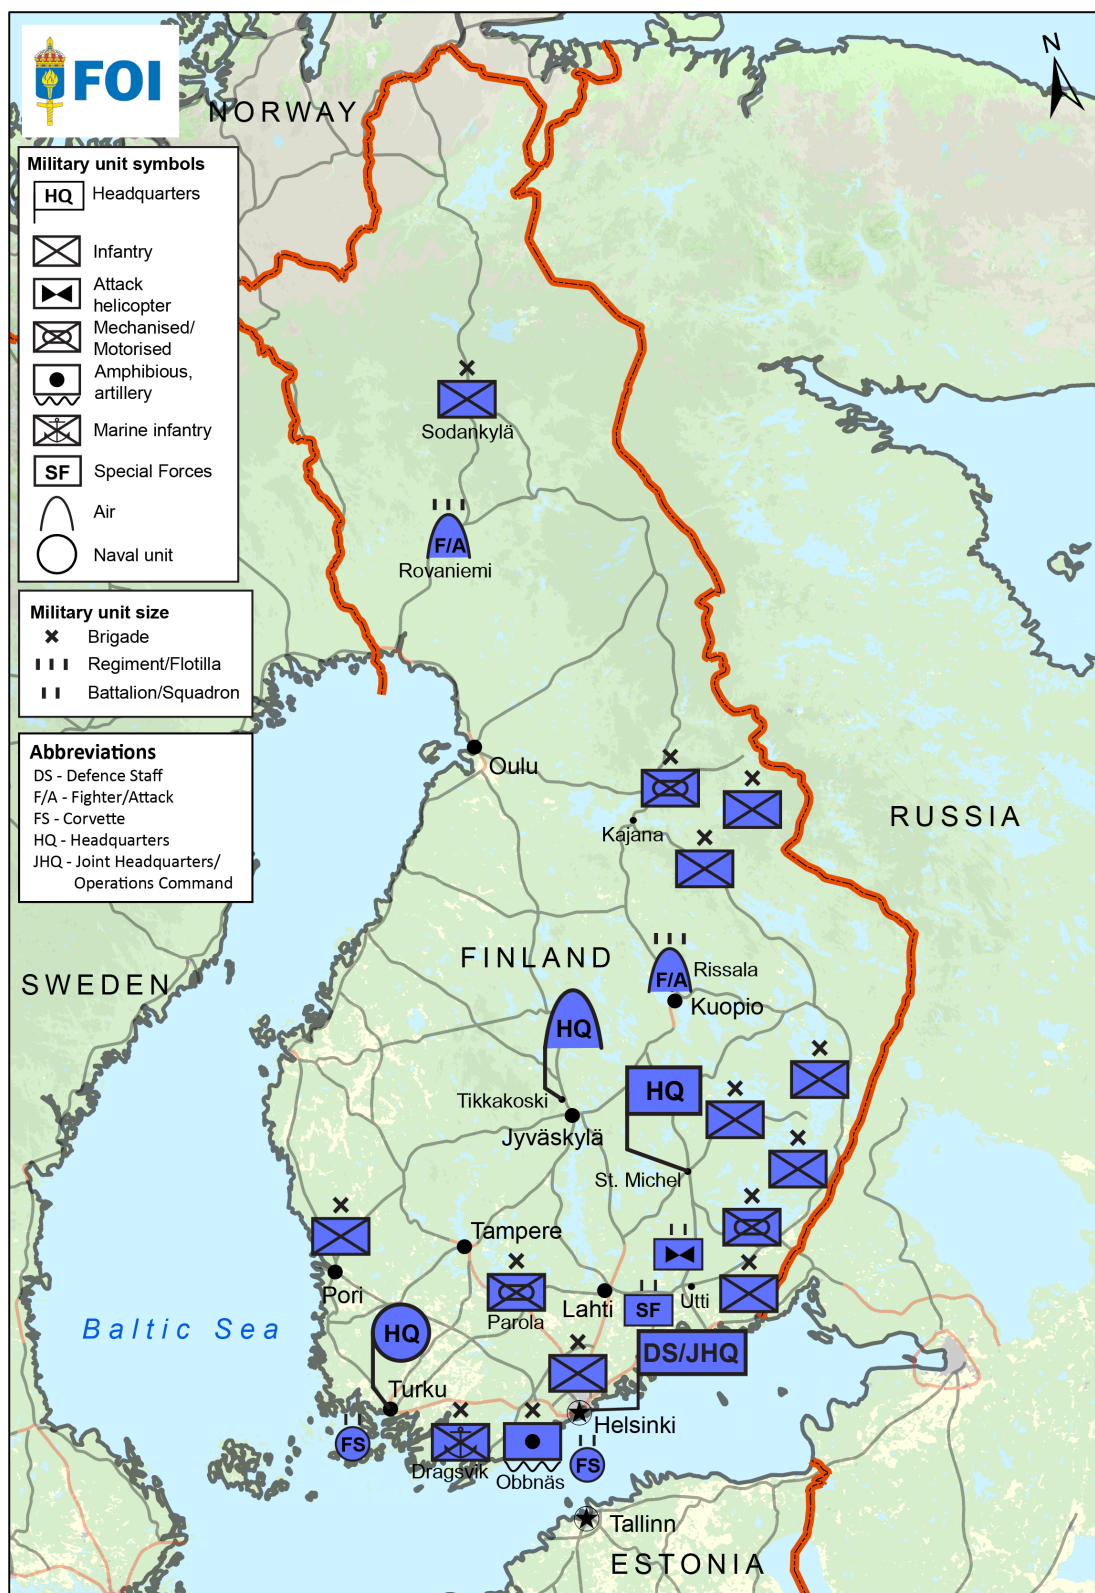 FOI
NORWAY
N
Military unit symbols
HQ Headquarters
Infantry
Attack
helicopter
Mechanised/
Motorised
Amphibious,
artillery
Marine infantry
SF Special Forces
Air
Naval unit
Military unit size
Brigade
Regiment/Flotilla
Battalion/Squadron
Abbreviations
DS - Defence Staff
F/A - Fighter/Attack
FS - Corvette
HQ - Headquarters
JHQ - Joint Headquarters/
Operations Command
Sodankylä
F/A
Rovaniemi
Oulu
Kajana
RUSSIA
FINLAND
SWEDEN
F/A
Rissala
Kuopio
HQ
Tikkakoski
Jyväskylä
HQ
St. Michel
Tampere
Pori
Parola
Lahti
SF
Utti
Baltic Sea
HQ
Turku
DS/JHQ
Helsinki
FS
Dragsvik
Obbnäs
FS
Tallinn
ESTONIA